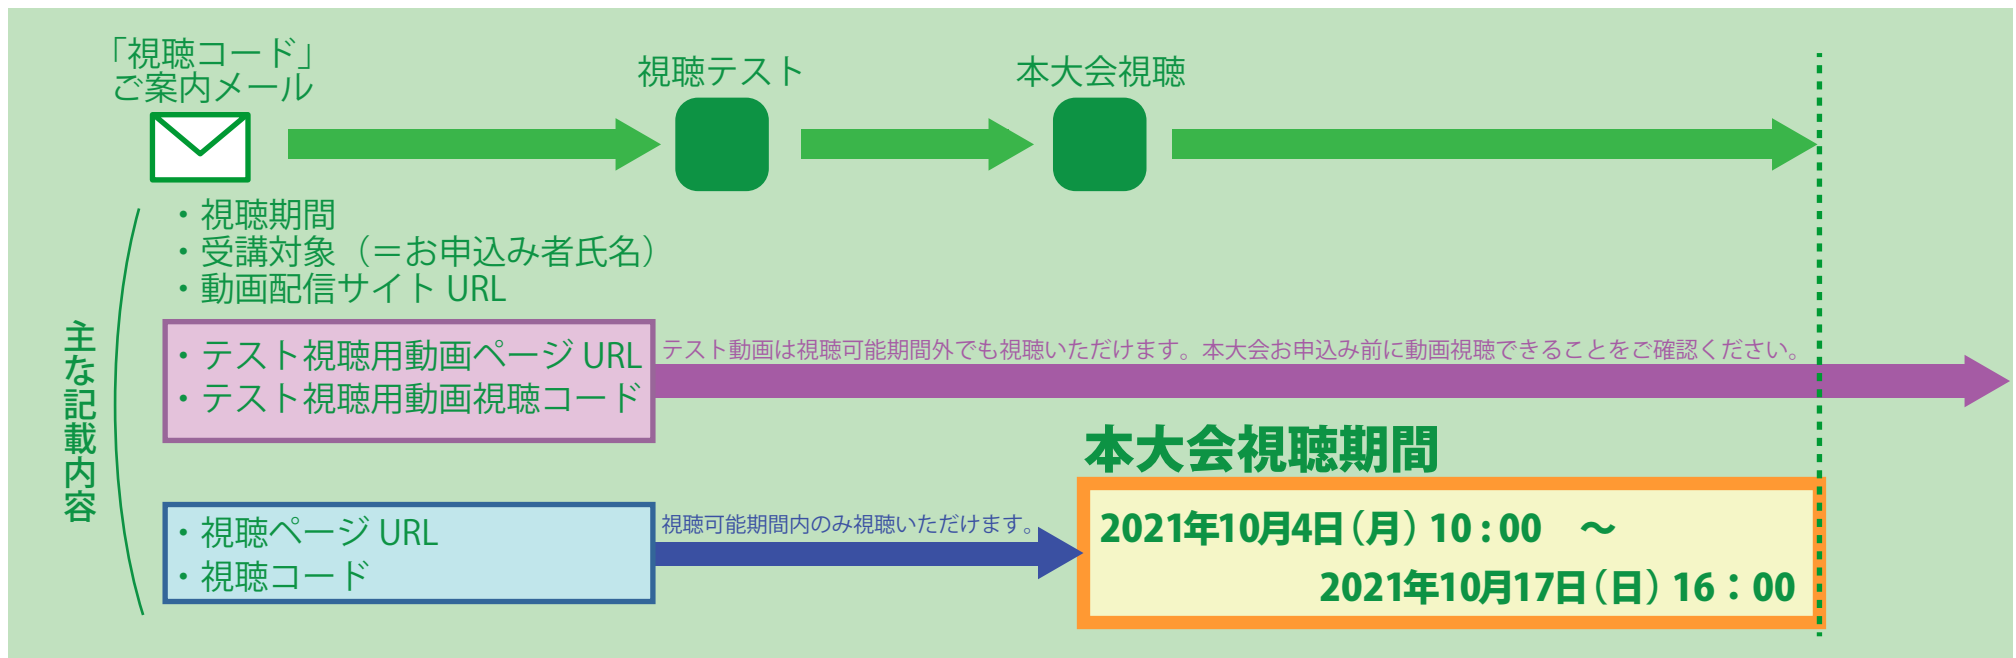 「視聴コード」
ご案内メール
視聴テスト
本大会視聴
主な記載内容
・視聴期間
・受講対象（＝お申込み者氏名）
・動画配信サイト URL
・テスト視聴用動画ページ URL
・テスト視聴用動画視聴コード
テスト動画は視聴可能期間外でも視聴いただけます。本大会お申込み前に動画視聴できることをご確認ください。
・視聴ページ URL
・視聴コード
視聴可能期間内のみ視聴いただけます。
本大会視聴期間
2021年10月4日（月）10 : 00　～
2021年10月17日（日）16：00